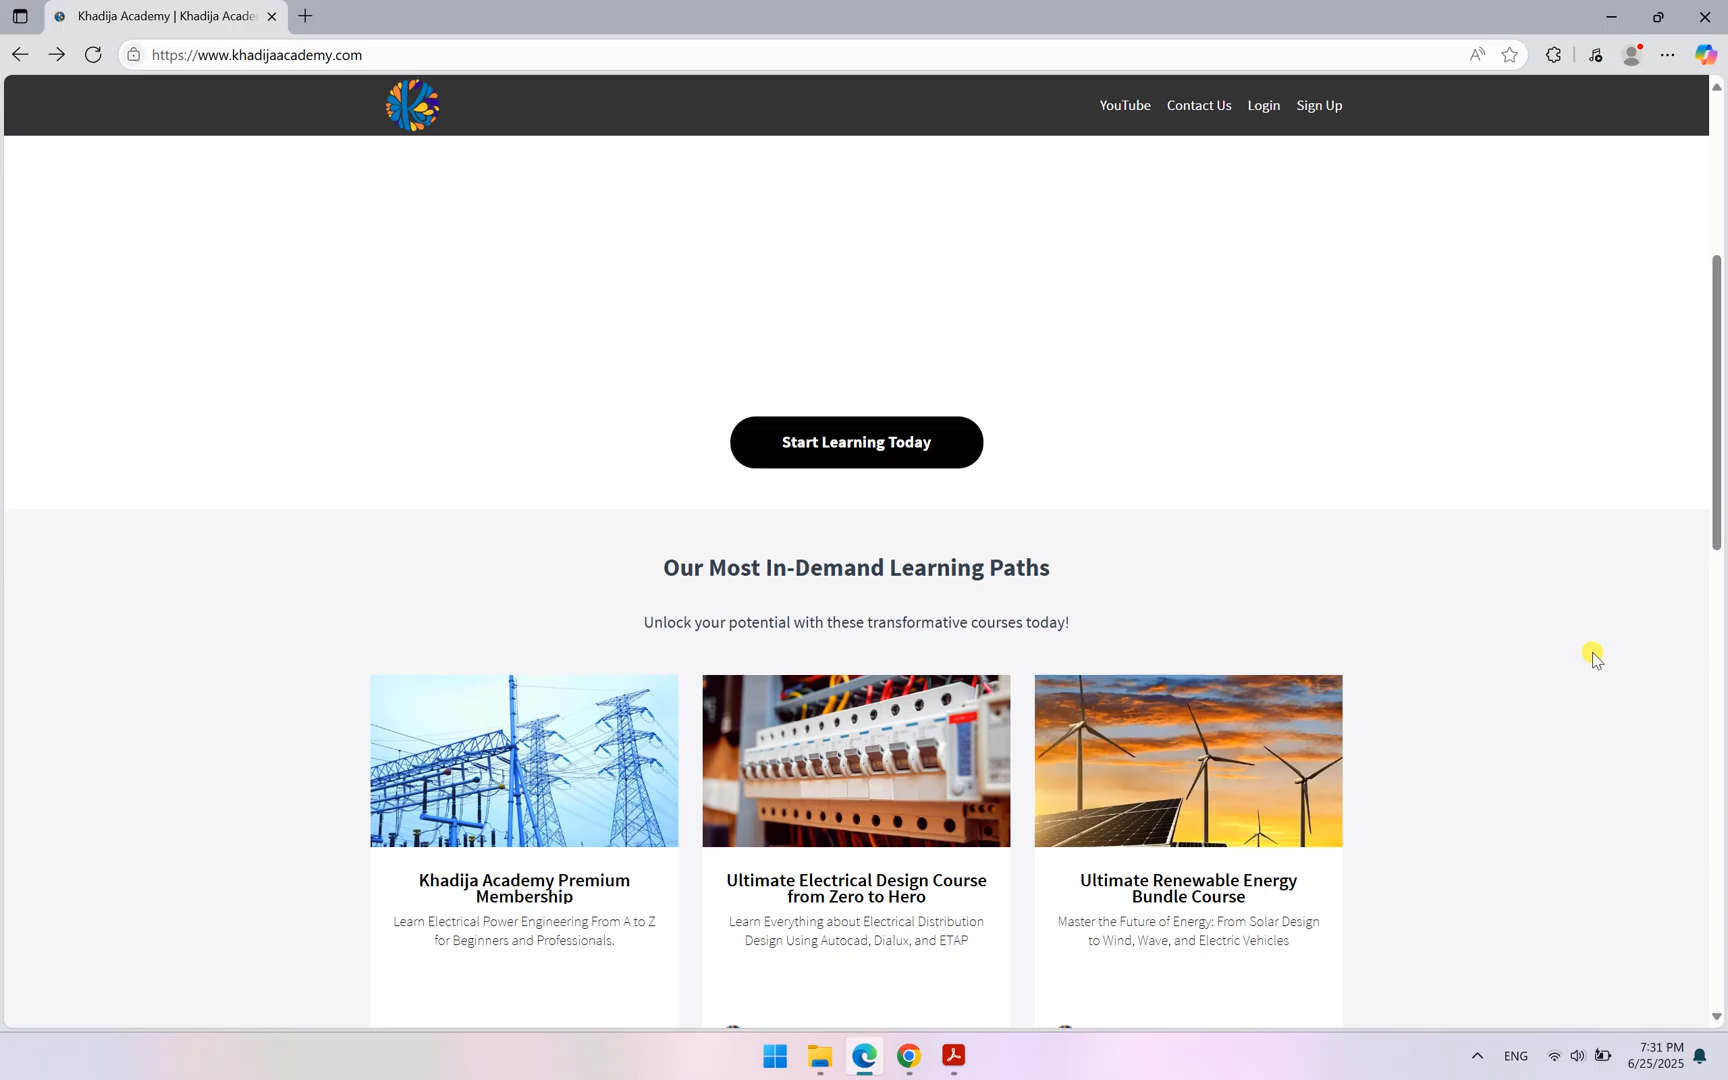 Khadija Academy | Khadija Acade
https://www.khadijaacademy.com
YouTube Contact Us Login Sign Up
Start Learning Today
Our Most In-Demand Learning Paths
Unlock your potential with these transformative courses today!
Khadija Academy Premium
Membership
Learn Electrical Power Engineering From A to Z
for Beginners and Professionals.
Ultimate Electrical Design Course
from Zero to Hero
Learn Everything about Electrical Distribution
Design Using Autocad, Dialux, and ETAP
Ultimate Renewable Energy
Bundle Course
Master the Future of Energy: From Solar Design
to Wind, Wave, and Electric Vehicles
ENG
7:31 PM
6/25/2025